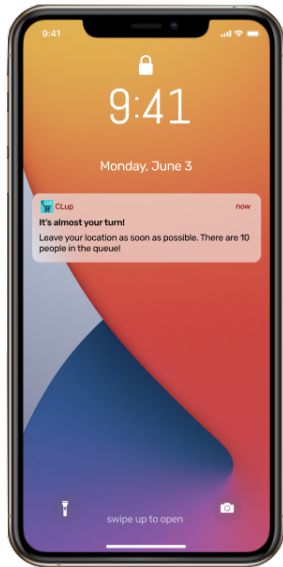 9:41
9:41
Monday, June 3
CLup now
It's almost your turn!
Leave your location as soon as possible. There are 10
people in the queue!
swipe up to open